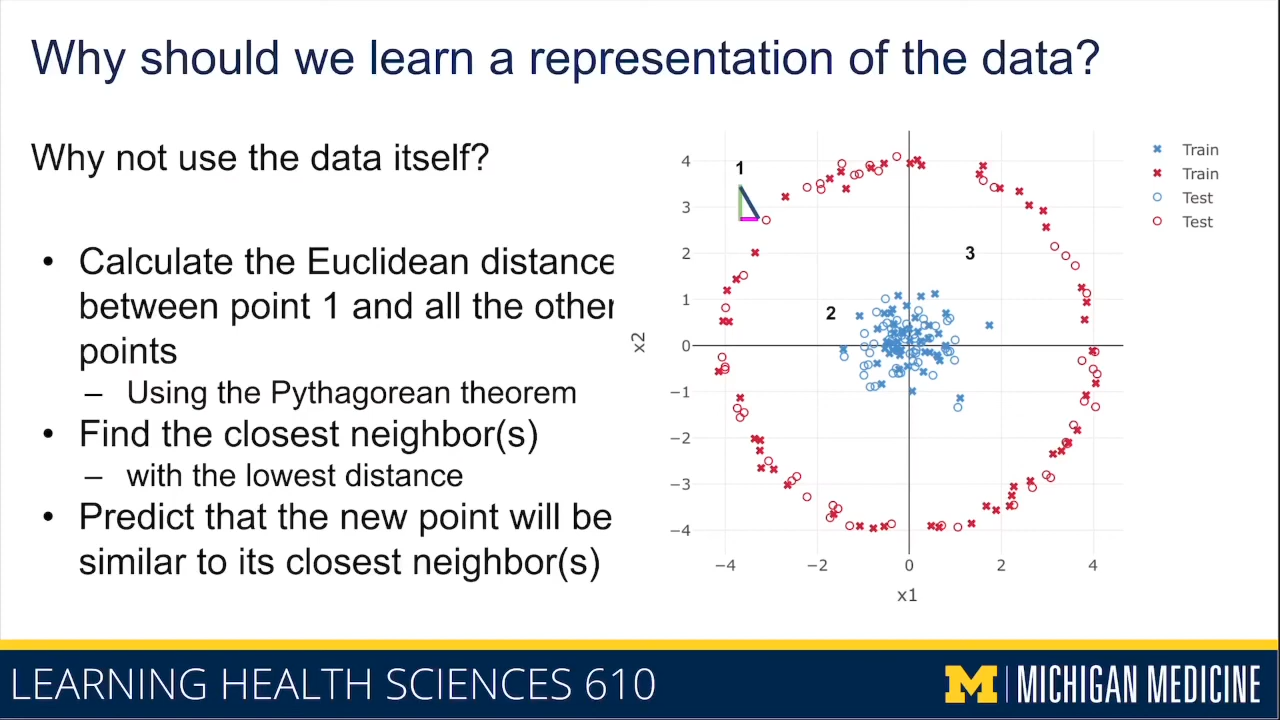 Why should we learn a representation of the data?
Why not use the data itself?
• Calculate the Euclidean distance
between point 1 and all the other
points
– Using the Pythagorean theorem
• Find the closest neighbor(s)
– with the lowest distance
• Predict that the new point will be
similar to its closest neighbor(s)
4
3
2
1
0
−1
−2
−3
−4
x2
−4 −2 0 2 4
x1
1
2
3
Train
Train
Test
Test
LEARNING HEALTH SCIENCES 610
M MICHIGAN MEDICINE